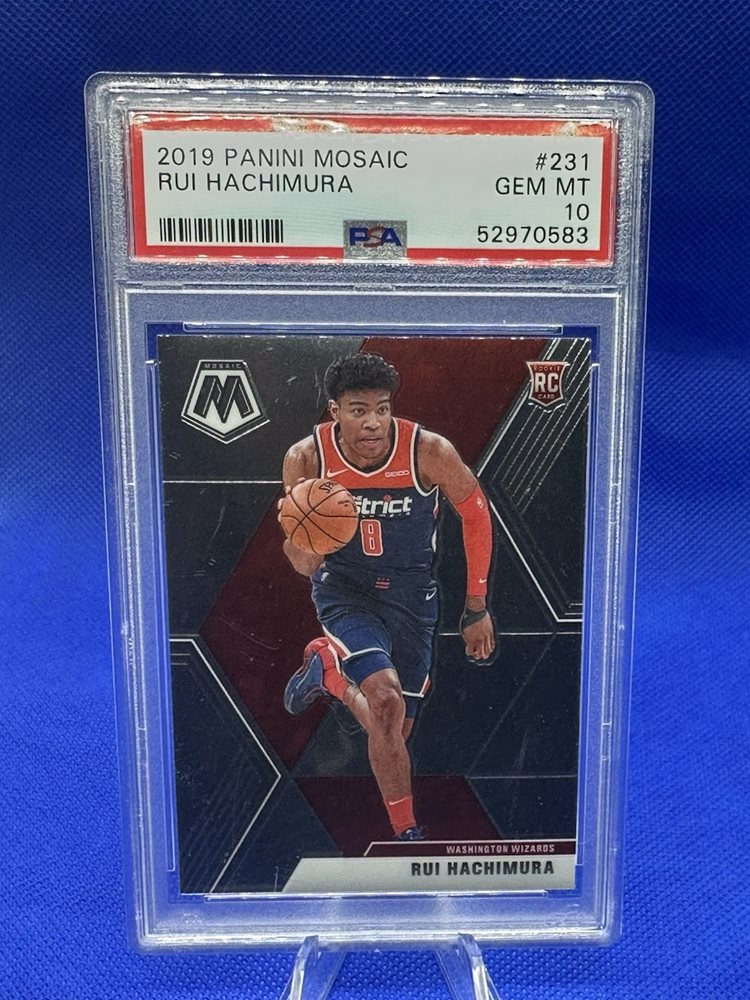 2019 PANINI MOSAIC #231
RUI HACHIMURA GEM MT
10
PSA 52970583
MOSAIC
M
ROOKIE
RC
CARD
GEICO
strict
8
WASHINGTON WIZARDS
RUI HACHIMURA